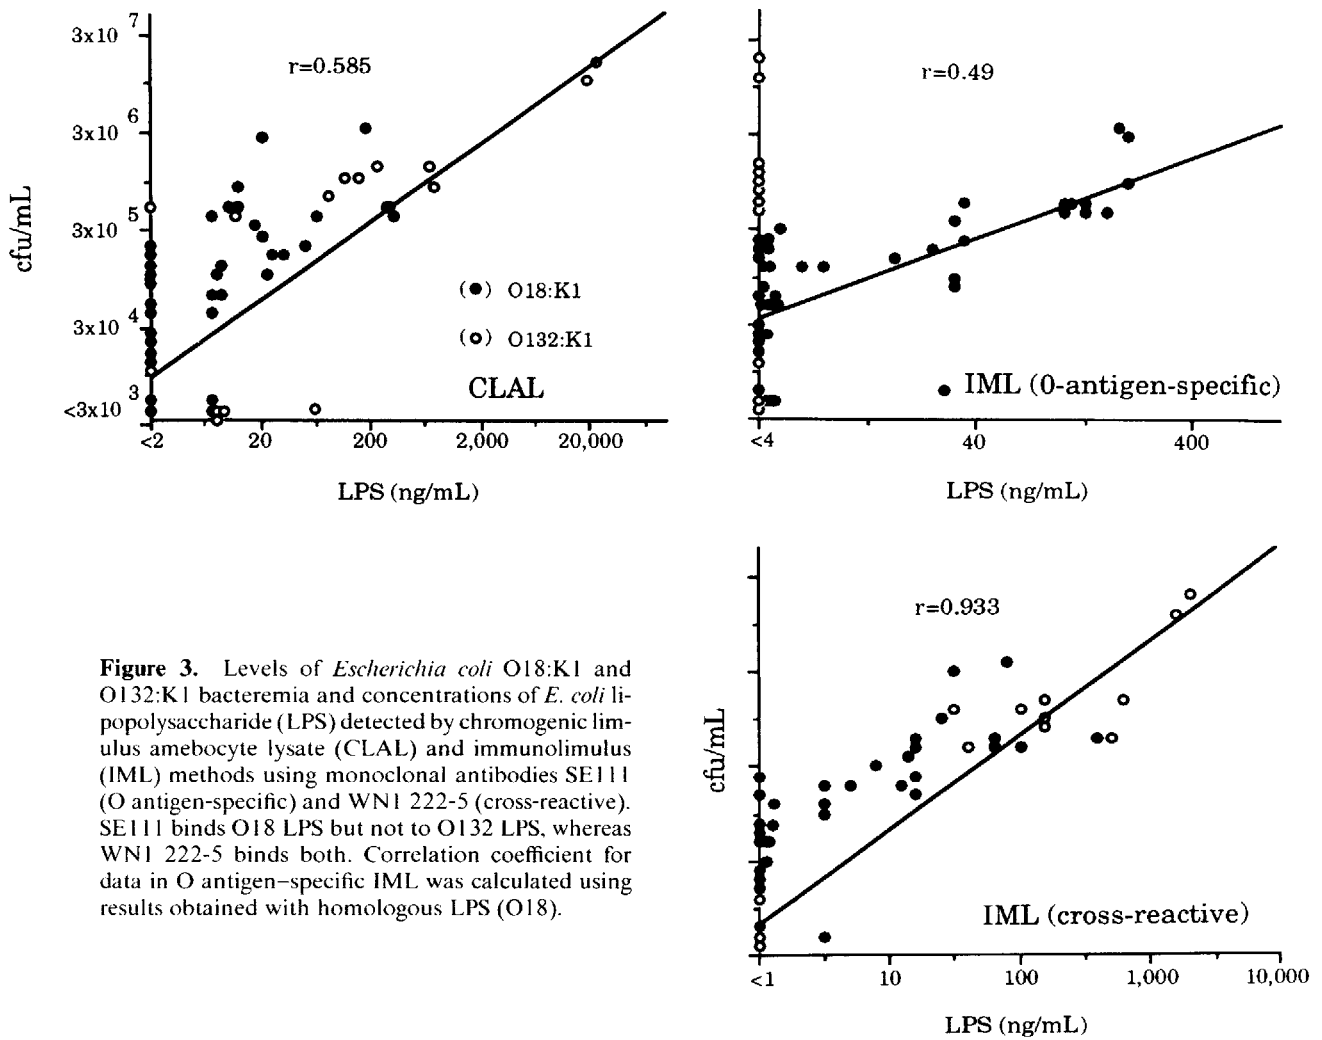 3x10 7
3x10 6
3x10 5
3x10 4
<3x10 3
cfu/mL
r=0.585
(●) O18:K1
(o) O132:K1
CLAL
<2 20 200 2,000 20,000
LPS (ng/mL)
r=0.49
● IML (0-antigen-specific)
<4 40 400
LPS (ng/mL)
Figure 3. Levels of Escherichia coli O18:K1 and
O132:K1 bacteremia and concentrations of E. coli li-
popolysaccharide (LPS) detected by chromogenic lim-
ulus amebocyte lysate (CLAL) and immunolimulus
(IML) methods using monoclonal antibodies SE111
(O antigen-specific) and WN1 222-5 (cross-reactive).
SE111 binds O18 LPS but not to O132 LPS, whereas
WN1 222-5 binds both. Correlation coefficient for
data in O antigen–specific IML was calculated using
results obtained with homologous LPS (O18).
cfu/mL
r=0.933
IML (cross-reactive)
<1 10 100 1,000 10,000
LPS (ng/mL)